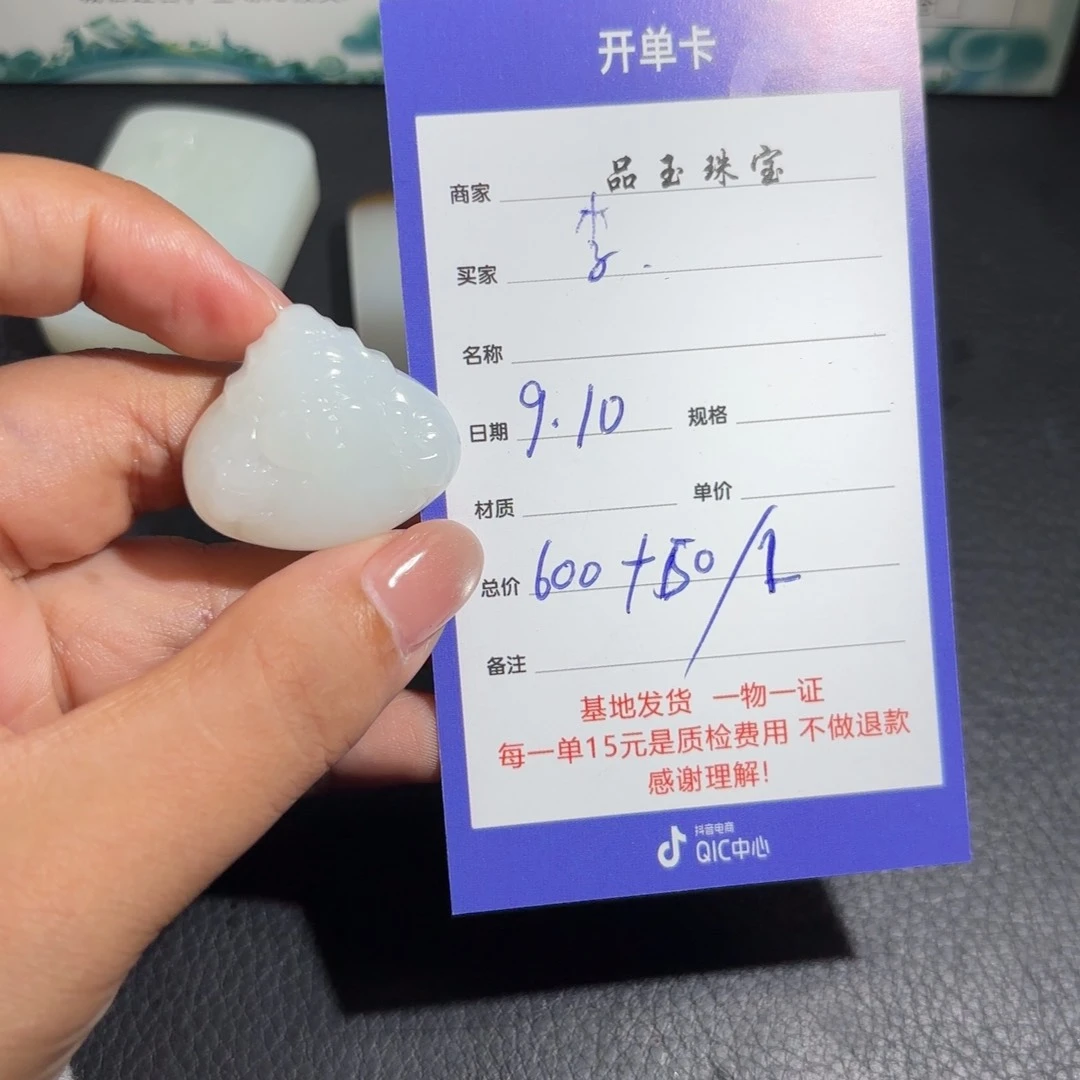 开单卡
商家 品玉珠宝
买家 李.
名称
日期 9.10 规格
材质 单价
总价 600+50/1
备注
基地发货 一物一证
每一单15元是质检费用 不做退款
感谢理解!
抖音电商
QIC中心